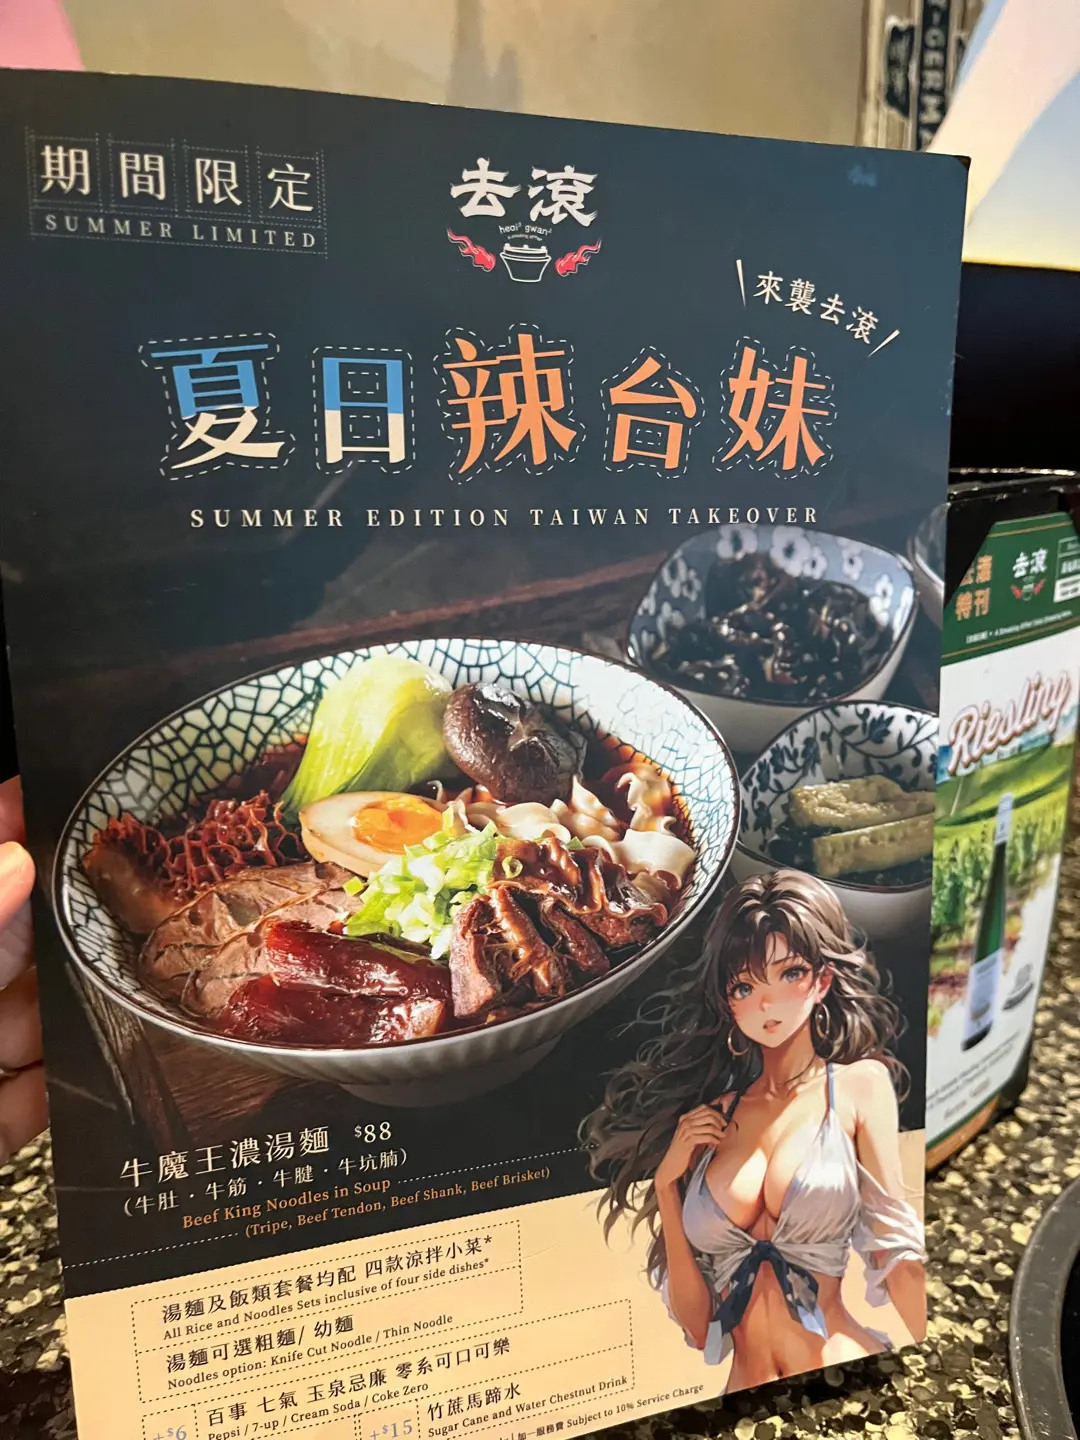 期間限定
SUMMER LIMITED
去滾
heoi³ gwan²
來襲去滾
夏日辣台妹
SUMMER EDITION TAIWAN TAKEOVER
牛魔王濃湯麵 $88
(牛肚・牛筋・牛腱・牛坑腩)
Beef King Noodles in Soup
(Tripe, Beef Tendon, Beef Shank, Beef Brisket)
湯麵及飯類套餐均配 四款涼拌小菜*
All Rice and Noodles Sets inclusive of four side dishes*
湯麵可選粗麵/ 幼麵
Noodles option: Knife Cut Noodle / Thin Noodle
+$6
百事 七氣 玉泉忌廉 零系可口可樂
Pepsi / 7-up / Cream Soda / Coke Zero
+$15
竹蔗馬蹄水
Sugar Cane and Water Chestnut Drink
加一服務費 Subject to 10% Service Charge
特刊
去滾
Riesling